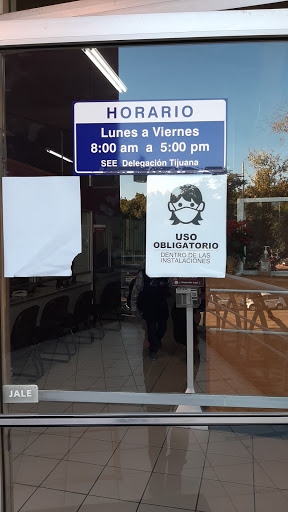 HORARIO
Lunes a Viernes
8:00 am a 5:00 pm
SEE Delegación Tijuana
USO
OBLIGATORIO
DENTRO DE LAS
INSTALACIONES
JALE